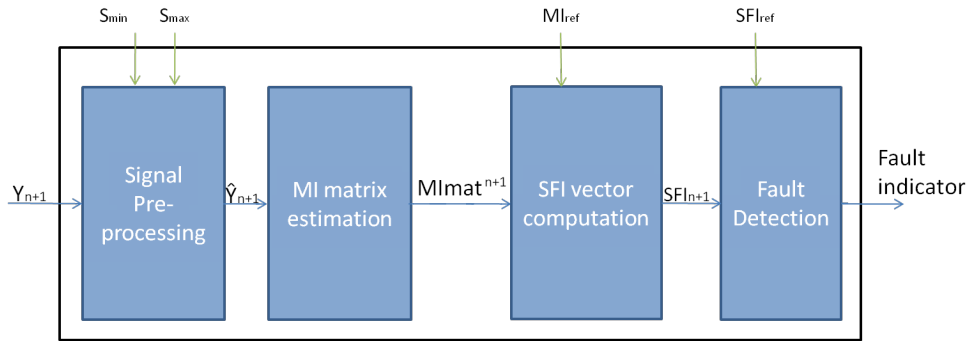 Smin
Smax
MIref
SFIref
Yn+1
Signal
Pre-
processing
Ŷn+1
MI matrix
estimation
MImat n+1
SFI vector
computation
SFIn+1
Fault
Detection
Fault
indicator